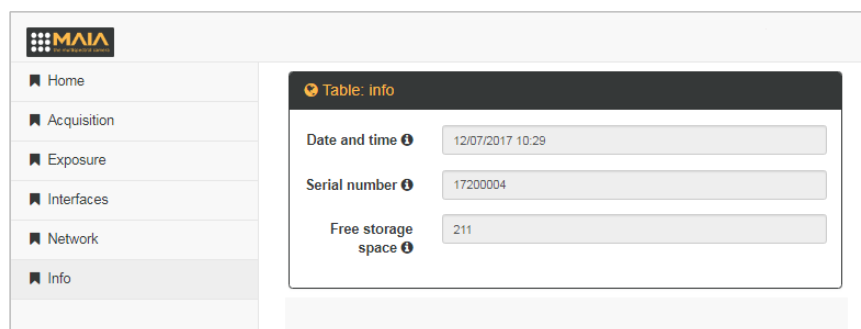 MAIA
the multispectral camera
Home
Acquisition
Exposure
Interfaces
Network
Info
Table: info
Date and time
12/07/2017 10:29
Serial number
17200004
Free storage
space
211